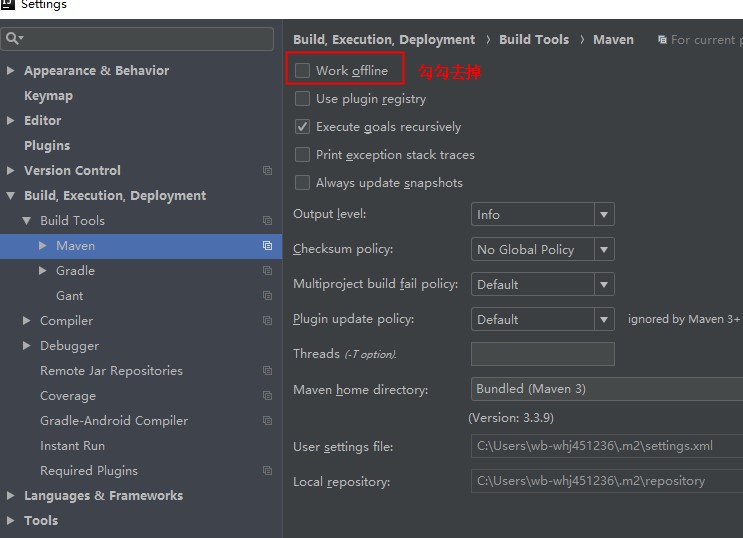 Settings
Build, Execution, Deployment › Build Tools › Maven For current p
Appearance & Behavior
Keymap
Editor
Plugins
Version Control
Build, Execution, Deployment
Build Tools
Maven
Gradle
Gant
Compiler
Debugger
Remote Jar Repositories
Coverage
Gradle-Android Compiler
Instant Run
Required Plugins
Languages & Frameworks
Tools
Work offline 勾勾去掉
Use plugin registry
Execute goals recursively
Print exception stack traces
Always update snapshots
Output level: Info
Checksum policy: No Global Policy
Multiproject build fail policy: Default
Plugin update policy: Default ignored by Maven 3+
Threads (-T option).
Maven home directory: Bundled (Maven 3)
(Version: 3.3.9)
User settings file: C:\Users\wb-whj451236\.m2\settings.xml
Local repository: C:\Users\wb-whj451236\.m2\repository